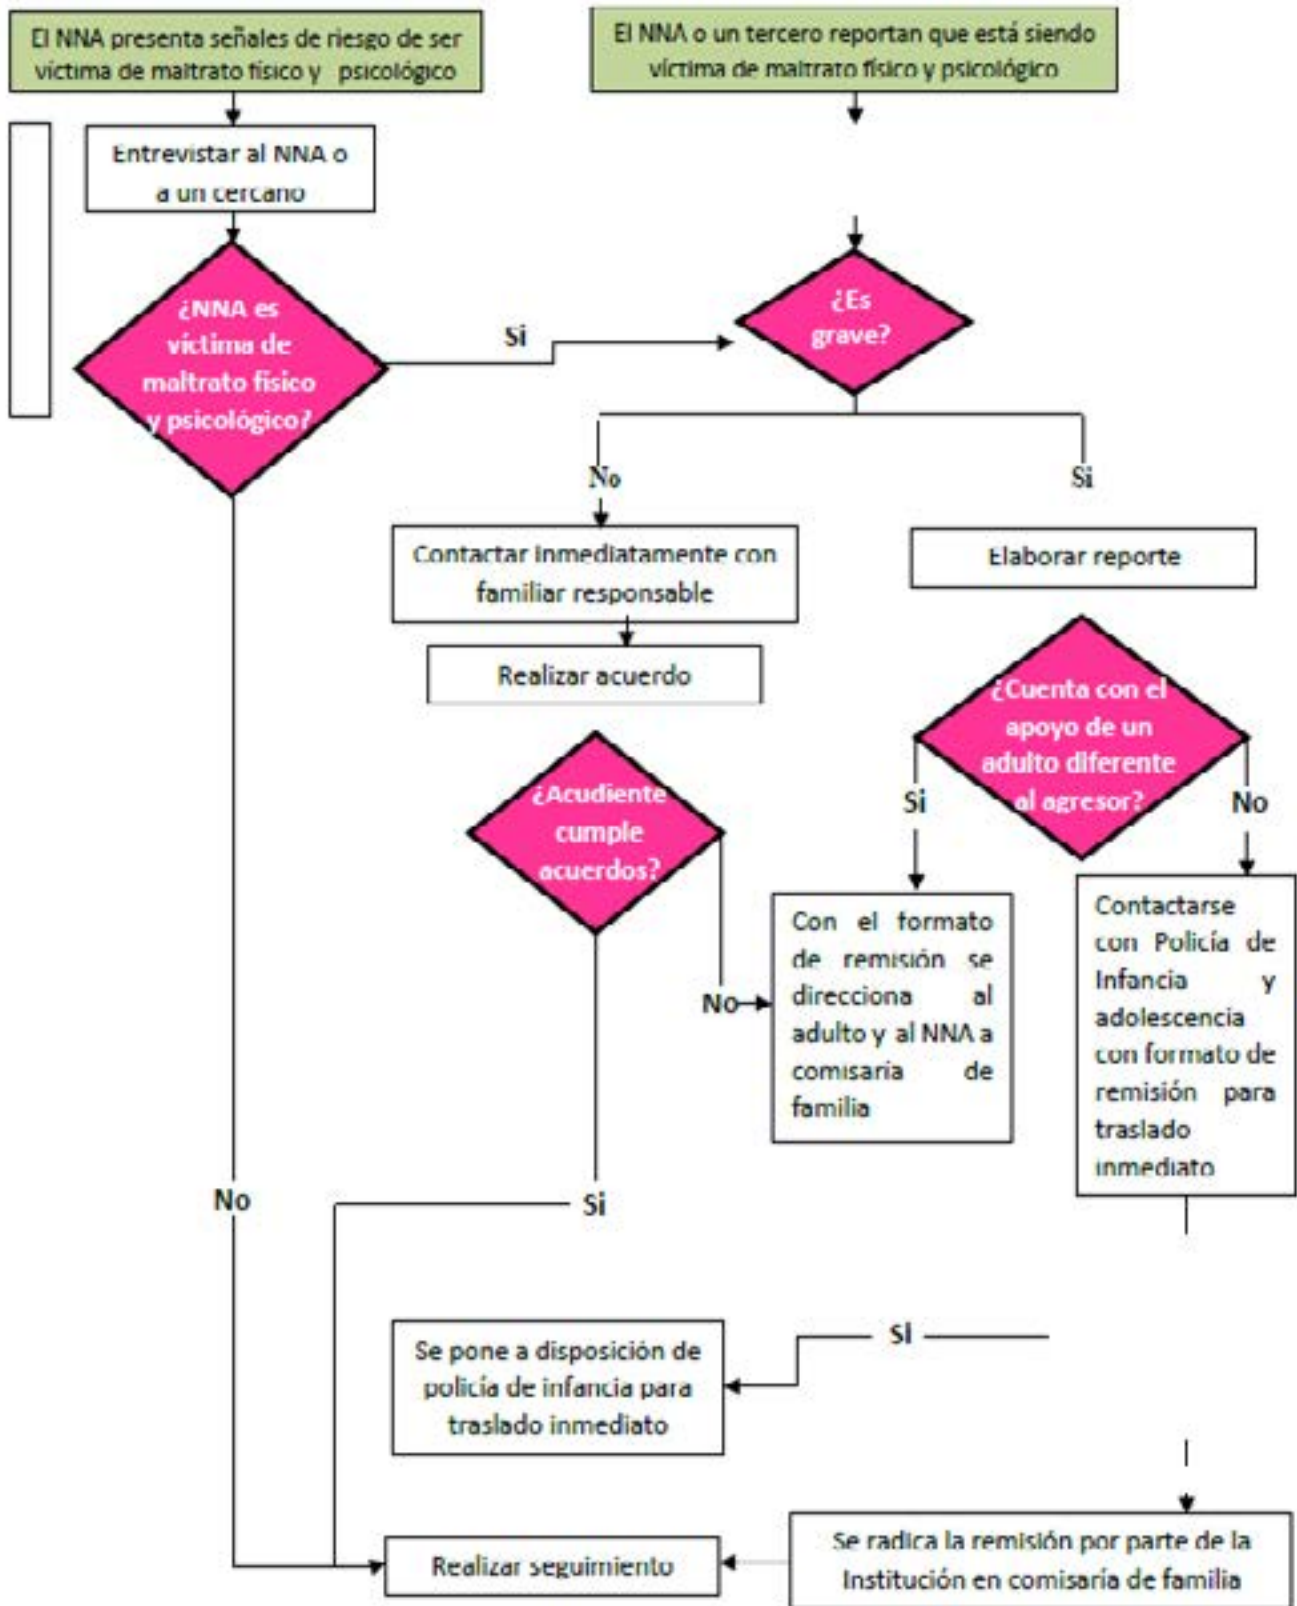 El NNA presenta señales de riesgo de ser
víctima de maltrato físico y psicológico
El NNA o un tercero reportan que está siendo
víctima de maltrato físico y psicológico
Entrevistar al NNA o
a un cercano
¿NNA es
víctima de
maltrato físico
y psicológico?
Si
¿Es
grave?
No
Si
Contactar inmediatamente con
familiar responsable
Elaborar reporte
Realizar acuerdo
¿Cuenta con el
apoyo de un
adulto diferente
al agresor?
Si
No
¿Acudiente
cumple
acuerdos?
No
Con el formato
de remisión se
direcciona al
adulto y al NNA a
comisaría de
familia
Contactarse
con Policía de
Infancia y
adolescencia
con formato de
remisión para
traslado
inmediato
No
Si
Si
Se pone a disposición de
policía de infancia para
traslado inmediato
Realizar seguimiento
Se radica la remisión por parte de la
Institución en comisaría de familia